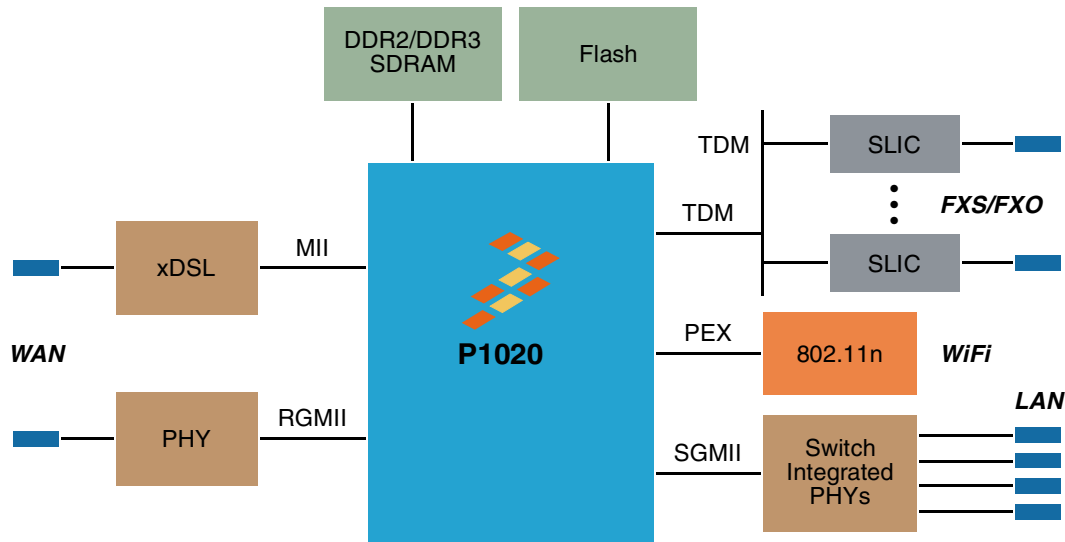 DDR2/DDR3
SDRAM
Flash
TDM
SLIC
TDM
FXS/FXO
MII
xDSL
SLIC
P1020
PEX
802.11n
WiFi
WAN
LAN
RGMII
PHY
SGMII
Switch
Integrated
PHYs